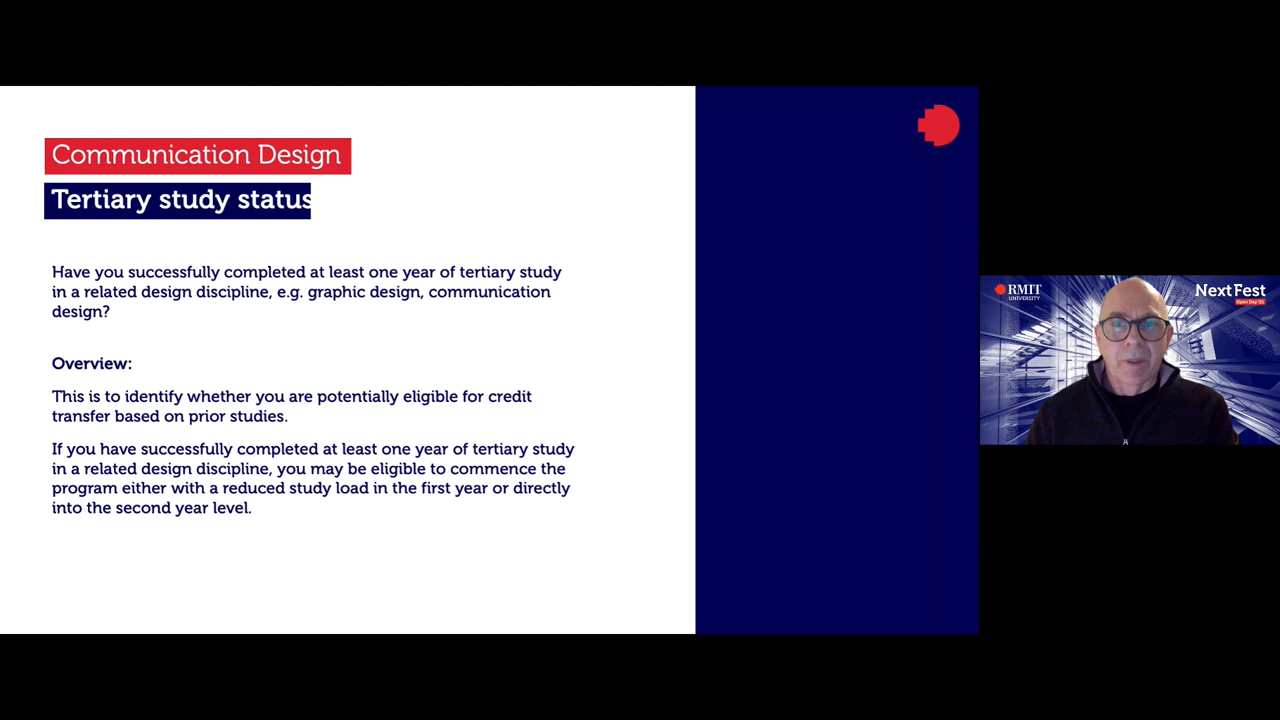 Communication Design
Tertiary study status
Have you successfully completed at least one year of tertiary study
in a related design discipline, e.g. graphic design, communication
design?
Overview:
This is to identify whether you are potentially eligible for credit
transfer based on prior studies.
If you have successfully completed at least one year of tertiary study
in a related design discipline, you may be eligible to commence the
program either with a reduced study load in the first year or directly
into the second year level.
RMIT
UNIVERSITY
NextFest
Open Day '21